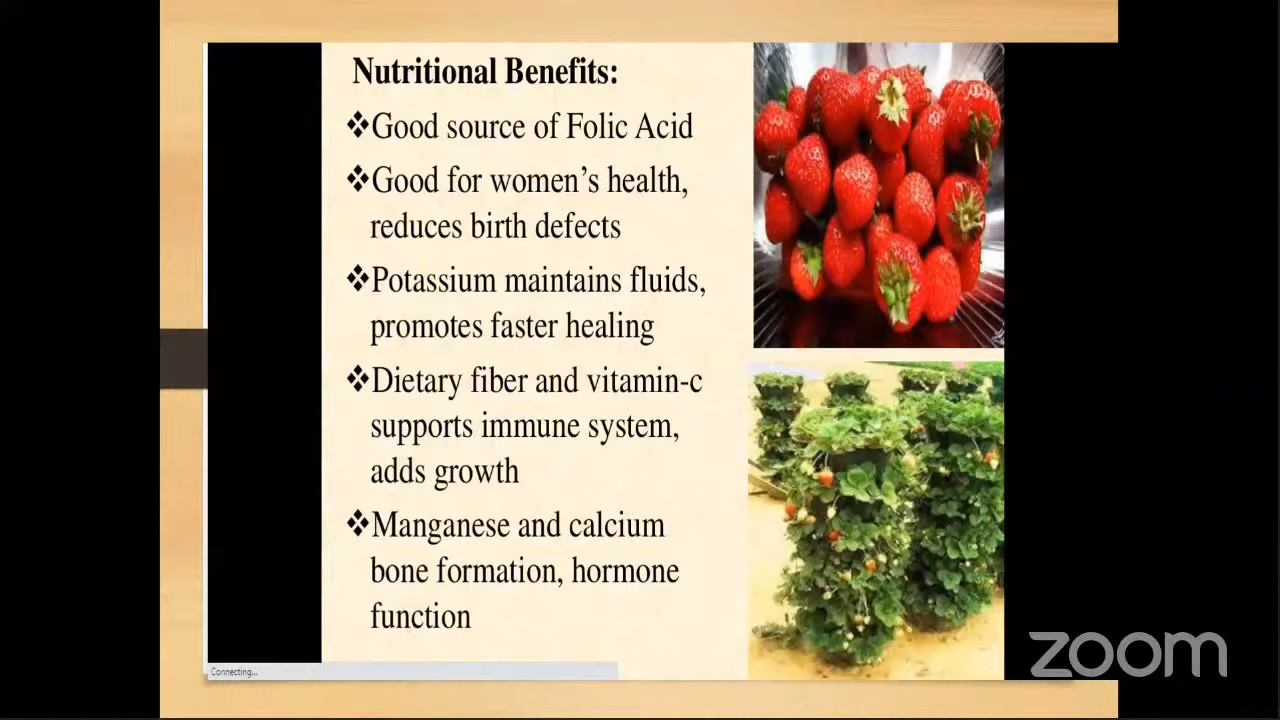 Nutritional Benefits:
❖Good source of Folic Acid
❖Good for women’s health,
reduces birth defects
❖Potassium maintains fluids,
promotes faster healing
❖Dietary fiber and vitamin-c
supports immune system,
adds growth
❖Manganese and calcium
bone formation, hormone
function
Connecting...
zoom